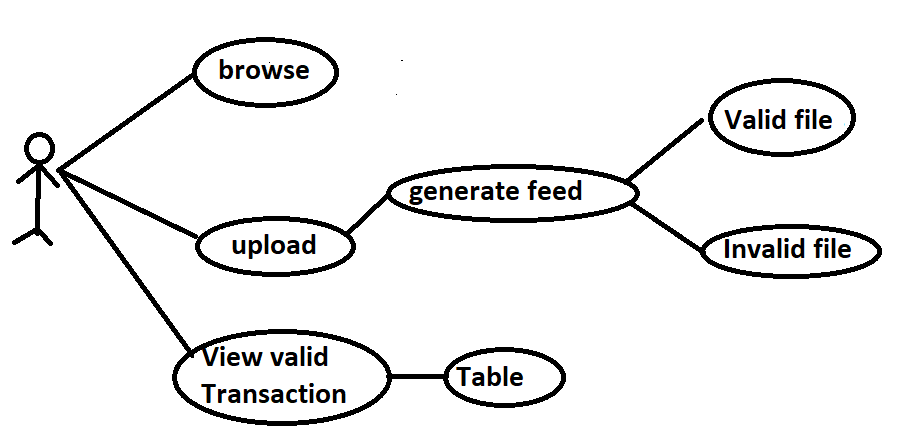 browse
Valid file
generate feed
upload
Invalid file
View valid
Transaction
Table